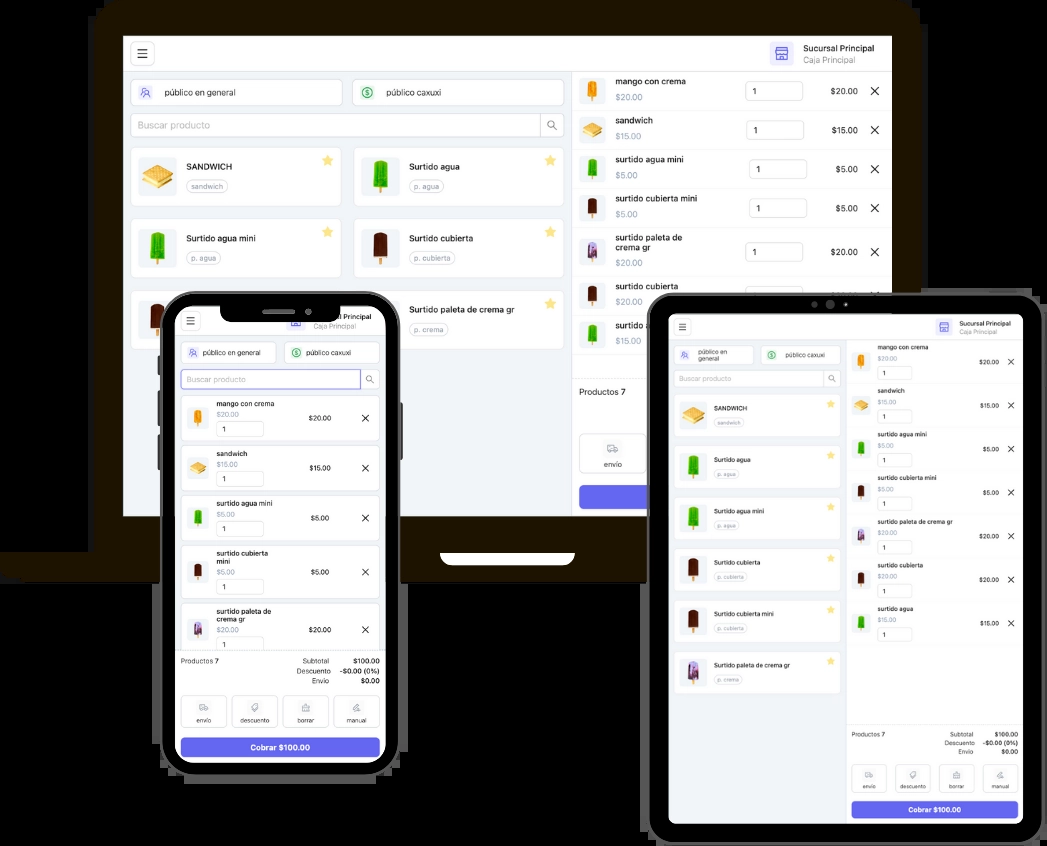 Sucursal Principal
Caja Principal
público en general
público caxuxi
Buscar producto
SANDWICH
sandwich
Surtido agua
p. agua
Surtido agua mini
p. agua
Surtido cubierta
p. cubierta
Surtido paleta de crema gr
p. crema
mango con crema
$20.00
1
$20.00
sandwich
$15.00
1
$15.00
surtido agua mini
$5.00
1
$5.00
surtido cubierta mini
$5.00
1
$5.00
surtido paleta de
crema gr
$20.00
1
$20.00
surtido cubierta
$20.00
surtido a
$15.00
Productos 7
envío
Principal
Caja Principal
público en general
público caxuxi
Buscar producto
mango con crema
$20.00
1
$20.00
sandwich
$15.00
1
$15.00
surtido agua mini
$5.00
1
$5.00
surtido cubierta
mini
$5.00
1
$5.00
surtido paleta de
crema gr
$20.00
1
$20.00
Productos 7
Subtotal $100.00
Descuento -$0.00 (0%)
Envío $0.00
envío
descuento
borrar
manual
Cobrar $100.00
Sucursal Principal
Caja Principal
público en
general
público caxuxi
Buscar producto
SANDWICH
sandwich
Surtido agua
p. agua
Surtido agua mini
p. agua
Surtido cubierta
p. cubierta
Surtido cubierta mini
p. cubierta
Surtido paleta de crema gr
p. crema
mango con crema
$20.00
1
$20.00
sandwich
$15.00
1
$15.00
surtido agua mini
$5.00
1
$5.00
surtido cubierta mini
$5.00
1
$5.00
surtido paleta de crema gr
$20.00
1
$20.00
surtido cubierta
$20.00
1
$20.00
surtido agua
$15.00
1
$15.00
Productos 7
Subtotal $100.00
Descuento -$0.00 (0%)
Envío $0.00
envío
descuento
borrar
manual
Cobrar $100.00